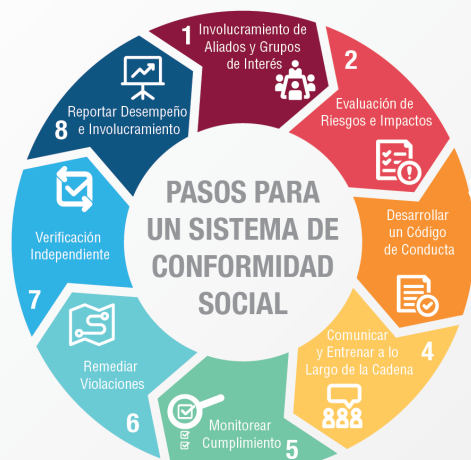 PASOS PARA
UN SISTEMA DE
CONFORMIDAD
SOCIAL
1
Involucramiento de
Aliados y Grupos
de Interés
2
Evaluación de
Riesgos e Impactos
Desarrollar
un Código
de Conducta
Comunicar
y Entrenar a lo
Largo de la Cadena
4
Monitorear
Cumplimiento
5
Remediar
Violaciones
6
Verificación
Independiente
7
Reportar Desempeño
e Involucramiento
8